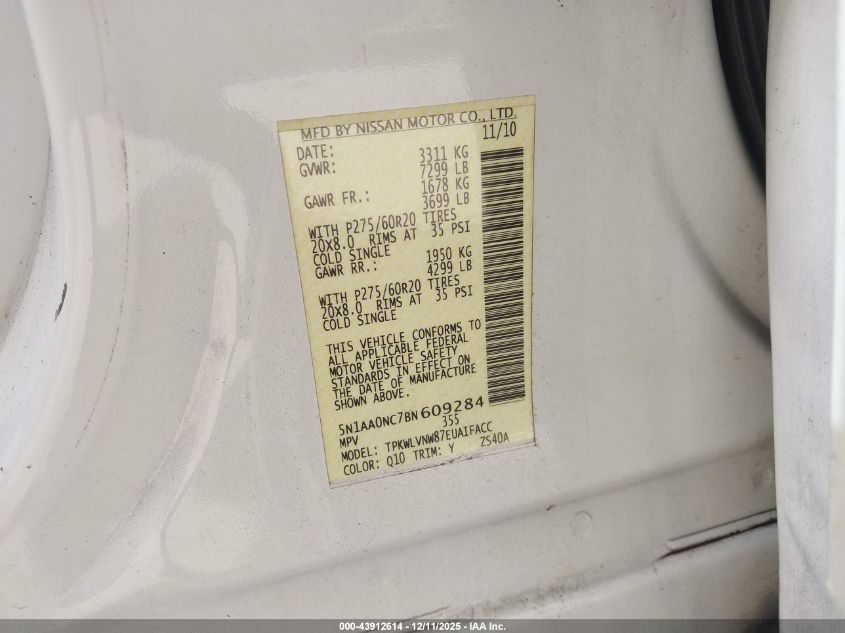 MFD BY NISSAN MOTOR CO., LTD.
DATE: 11/10
GVWR: 3311 KG
7299 LB
GAWR FR.: 1678 KG
3699 LB
WITH P275/60R20 TIRES
20X8.0 RIMS AT 35 PSI
COLD SINGLE
GAWR RR.: 1950 KG
4299 LB
WITH P275/60R20 TIRES
20X8.0 RIMS AT 35 PSI
COLD SINGLE
THIS VEHICLE CONFORMS TO
ALL APPLICABLE FEDERAL
MOTOR VEHICLE SAFETY
STANDARDS IN EFFECT ON
THE DATE OF MANUFACTURE
SHOWN ABOVE.
5N1AA0NC7BN609284
MPV 355
MODEL: TPKWLVNW87EUAIFACC
COLOR: Q10 TRIM: Y ZS40A
000-43912614 - 12/11/2025 - IAA Inc.